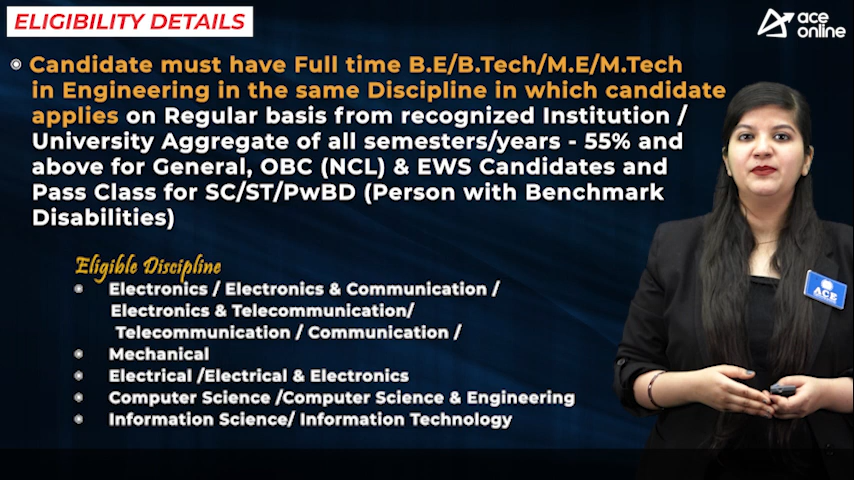 ELIGIBILITY DETAILS
ace
online
Candidate must have Full time B.E/B.Tech/M.E/M.Tech
in Engineering in the same Discipline in which candidate
applies on Regular basis from recognized Institution /
University Aggregate of all semesters/years - 55% and
above for General, OBC (NCL) & EWS Candidates and
Pass Class for SC/ST/PwBD (Person with Benchmark
Disabilities)
Eligible Discipline
Electronics / Electronics & Communication /
Electronics & Telecommunication/
Telecommunication / Communication /
Mechanical
Electrical /Electrical & Electronics
Computer Science /Computer Science & Engineering
Information Science/ Information Technology
ACE